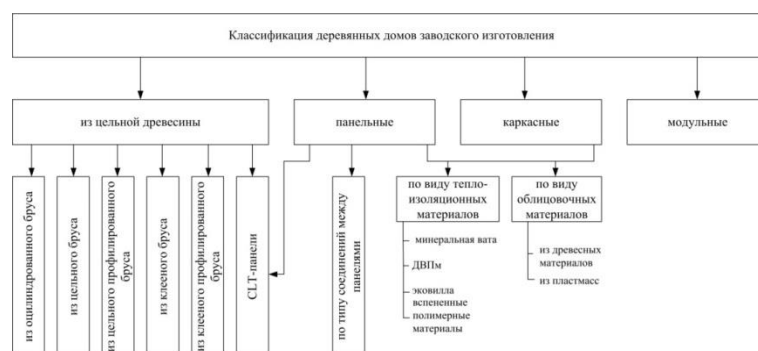 Классификация деревянных домов заводского изготовления
из цельной древесины
панельные
каркасные
модульные
из оцилиндрованного бруса
из цельного бруса
из цельного профилированного
бруса
из клееного бруса
из клееного профилированного
бруса
CLT-панели
по типу соединений между
панелями
по виду тепло-
изоляционных
материалов
минеральная вата
ДВПм
эковилла
вспененные
полимерные
материалы
по виду
облицовочных
материалов
из древесных
материалов
из пластмасс